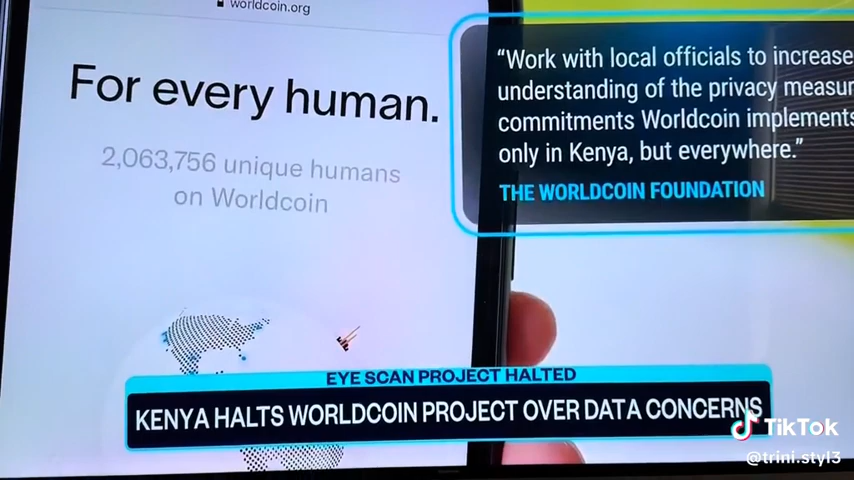 worldcoin.org
For every human.
2,063,756 unique humans
on Worldcoin
“Work with local officials to increase
understanding of the privacy
commitments Worldcoin implements
only in Kenya, but everywhere.”
THE WORLDCOIN FOUNDATION
EYE SCAN PROJECT HALTED
KENYA HALTS WORLDCOIN PROJECT OVER DATA CONCERNS
TikTok
@trini.styl3